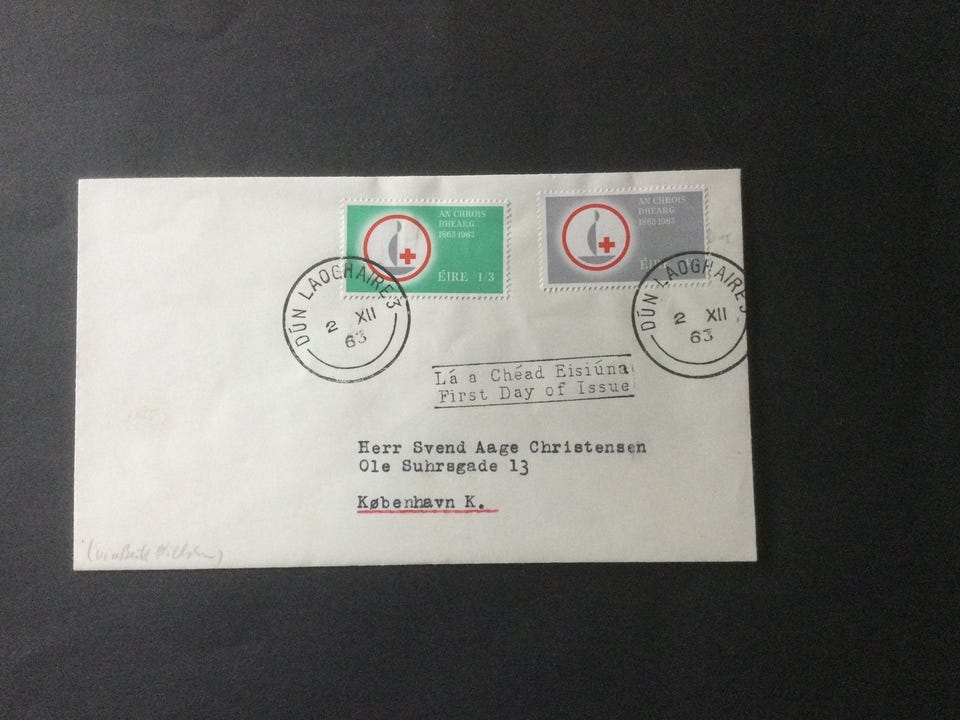 AN CHROIS
DHEARG
1863 1963
ÉIRE 1/3
AN CHROIS
DHEARG
1863 1963
ÉIRE
DÚN LAOGHAIRE 3
2 XII
63
DÚN LAOGHAIRE 3
2 XII
63
Lá a Chéad Eisiúna
First Day of Issue
Herr Svend Aage Christensen
Ole Suhrsgade 13
København K.